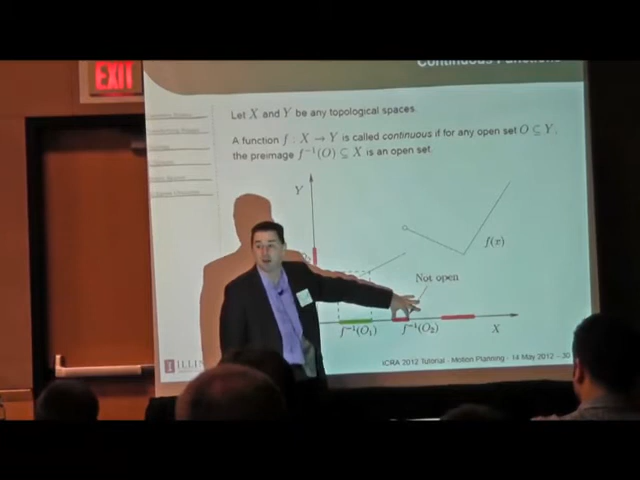 EXIT
Continuous Functions
Let X and Y be any topological spaces.
A function f : X → Y is called continuous if for any open set O ⊆ Y,
the preimage f⁻¹(O) ⊆ X is an open set.
Y
f(x)
Not open
f⁻¹(O₁)
f⁻¹(O₂)
X
ILLI
ICRA 2012 Tutorial - Motion Planning - 14 May 2012 – 30